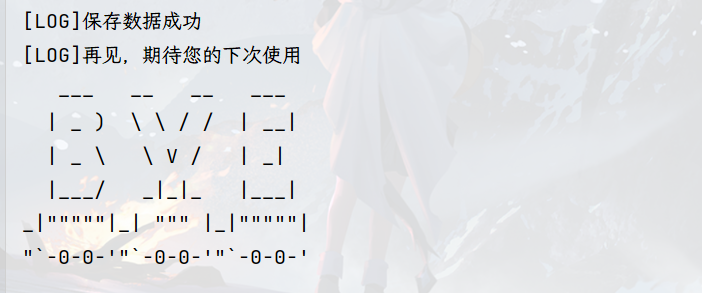 [LOG]保存数据成功
[LOG]再见，期待您的下次使用
   ___   __   __   ___
  | _ )  \ \ / /  | __|
  | _ \   \ V /   | _|
  |___/   _|_|_   |___|
_|"""""|_| """ |_|"""""|
"`-0-0-'"`-0-0-'"`-0-0-'